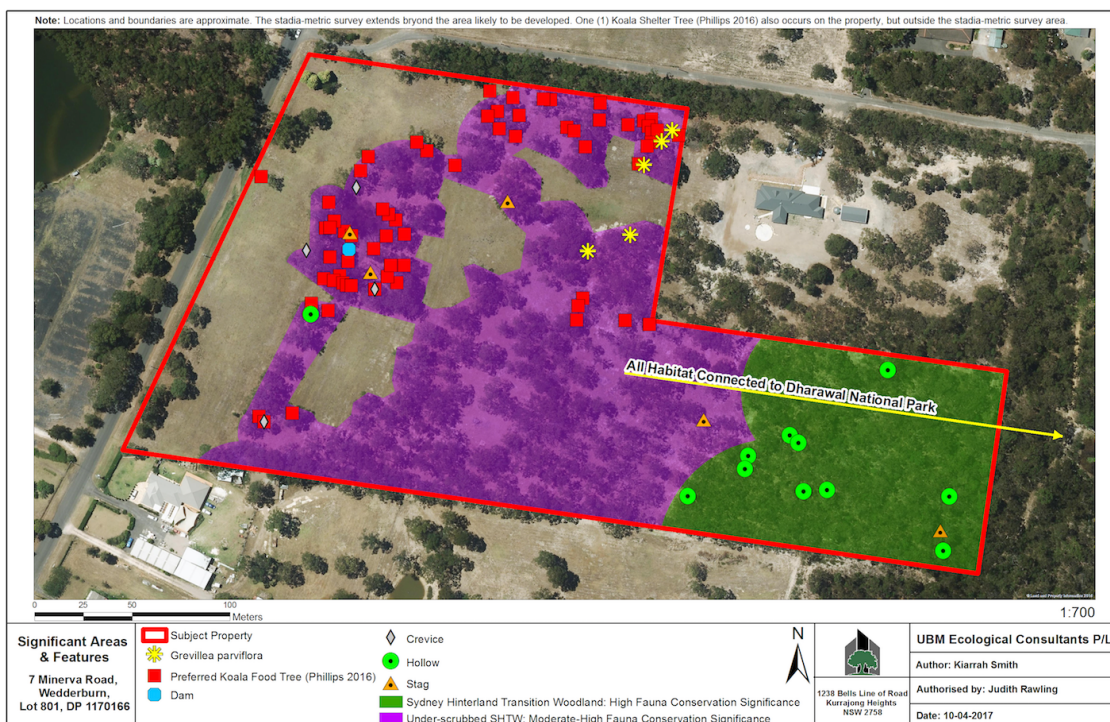 Note: Locations and boundaries are approximate. The stadia-metric survey extends bryond the area likely to be developed. One (1) Koala Shelter Tree (Phillips 2016) also occurs on the property, but outside the stadia-metric survey area.
All Habitat Connected to Dharawal National Park
0 25 50 100
Meters
1:700
Significant Areas
& Features
7 Minerva Road,
Wedderburn,
Lot 801, DP 1170166
Subject Property
Grevillea parviflora
Preferred Koala Food Tree (Phillips 2016)
Dam
Crevice
Hollow
Stag
Sydney Hinterland Transition Woodland: High Fauna Conservation Significance
Under-scrubbed SHTW: Moderate-High Fauna Conservation Significance
N
1238 Bells Line of Road
Kurrajong Heights
NSW 2758
UBM Ecological Consultants P/L
Author: Kiarrah Smith
Authorised by: Judith Rawling
Date: 10-04-2017